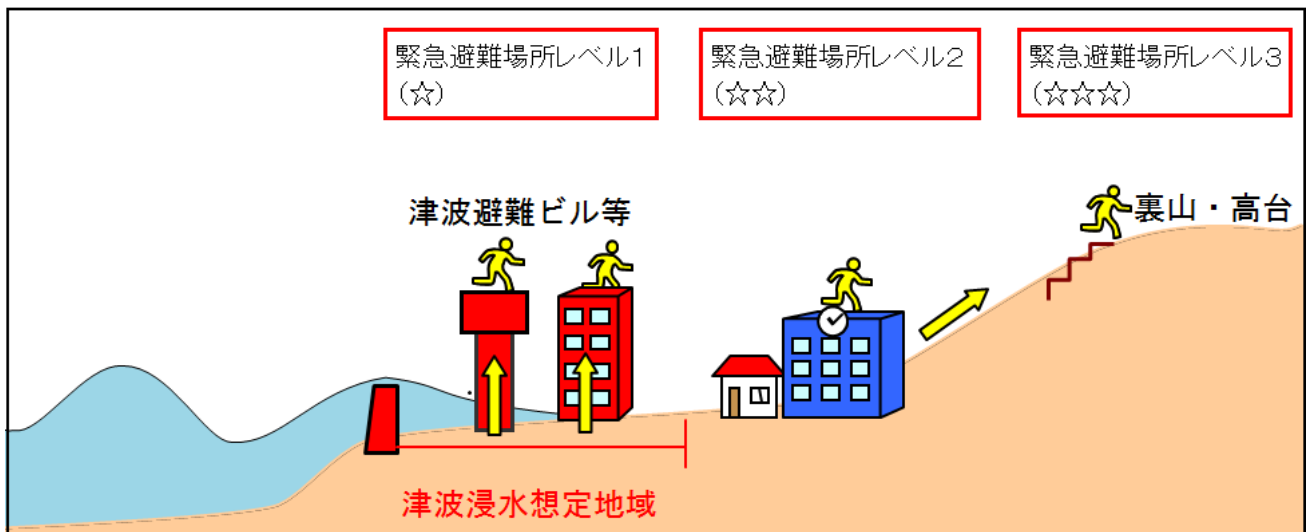 緊急避難場所レベル1
(☆)
緊急避難場所レベル2
(☆☆)
緊急避難場所レベル3
(☆☆☆)
津波避難ビル等
裏山・高台
津波浸水想定地域